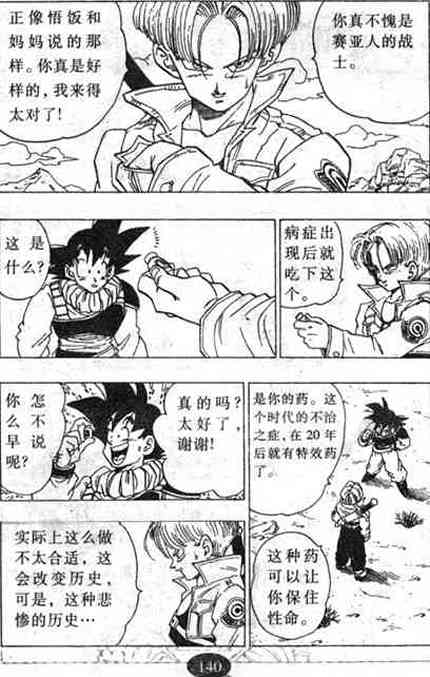 你真不愧是
赛亚人的战
士。
正像悟饭和
妈妈说的那
样。你真是好
样的，我来得
太对了！
病症出
现后就
吃下这
个。
这是
什么？
是你的药。这
个时代的不治
之症，在20年
后就有特效药
了。
这种药
可以让
你保住
性命。
真的吗？
太好了，
谢谢！
你怎
么不
早说
呢？
实际上这么做
不太合适，这
会改变历史，
可是，这种悲
惨的历史…
140